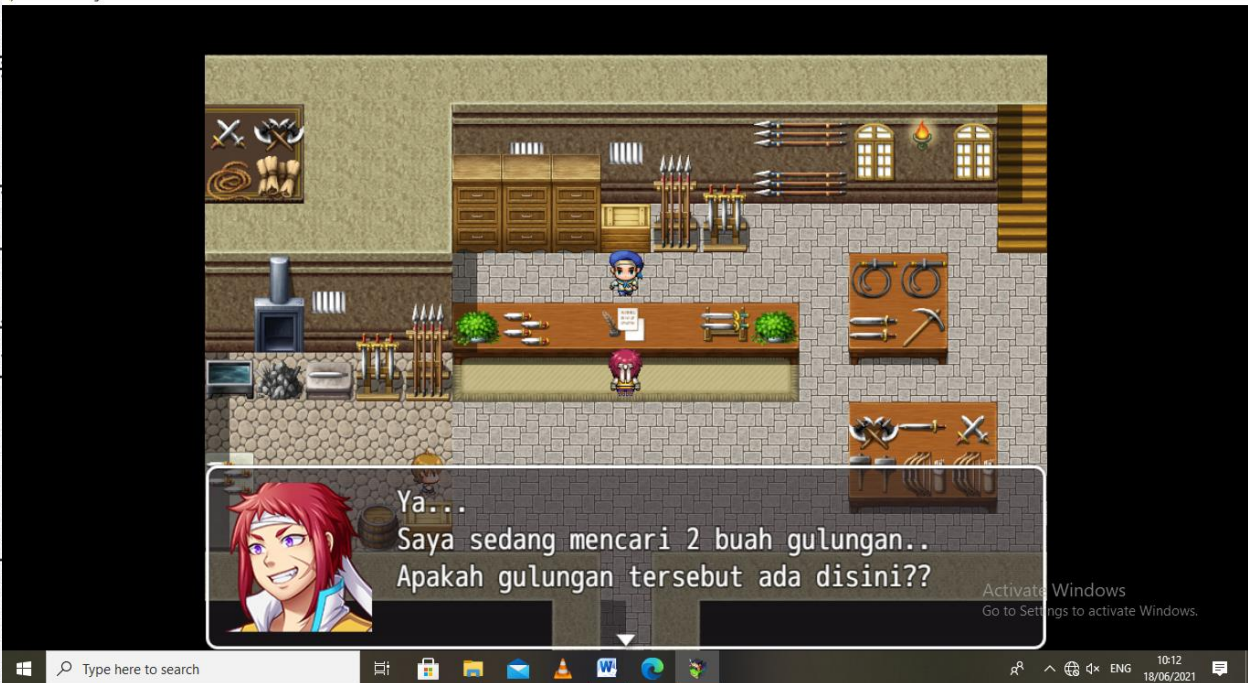 Ya...
Saya sedang mencari 2 buah gulungan..
Apakah gulungan tersebut ada disini??
Activate Windows
Go to Settings to activate Windows.
Type here to search
ENG
10:12
18/06/2021